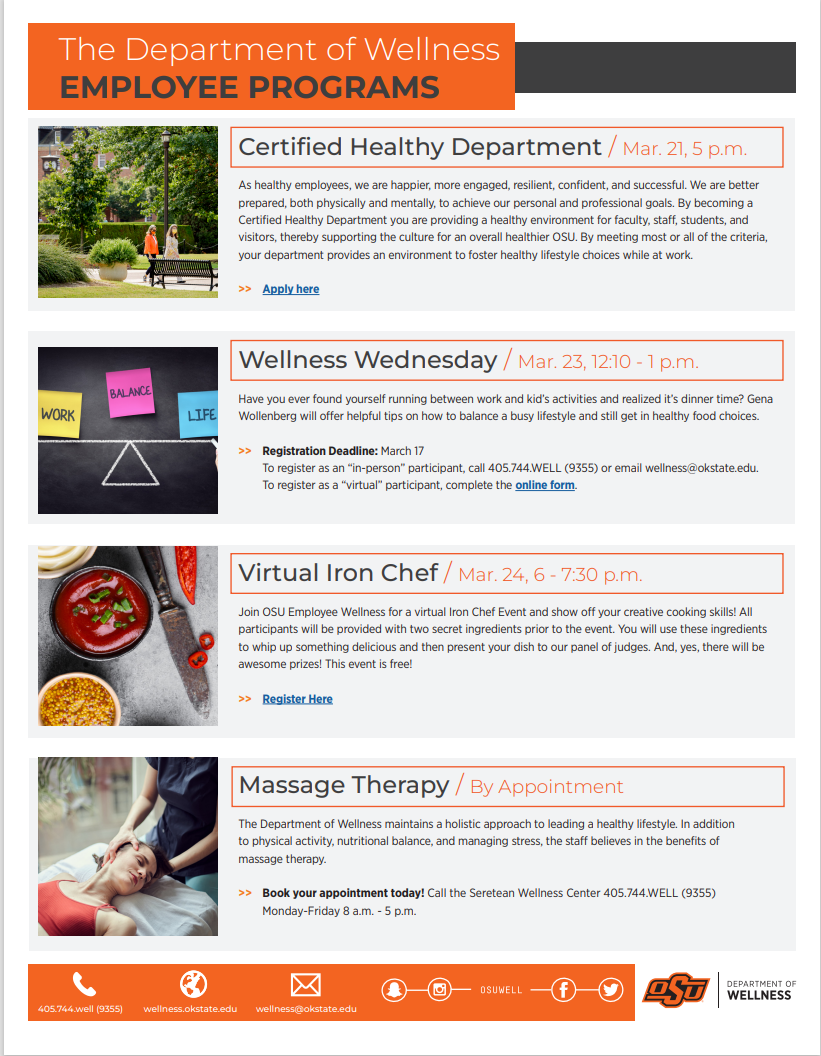 The Department of Wellness
EMPLOYEE PROGRAMS
Certified Healthy Department / Mar. 21, 5 p.m.
As healthy employees, we are happier, more engaged, resilient, confident, and successful. We are better
prepared, both physically and mentally, to achieve our personal and professional goals. By becoming a
Certified Healthy Department you are providing a healthy environment for faculty, staff, students, and
visitors, thereby supporting the culture for an overall healthier OSU. By meeting most or all of the criteria,
your department provides an environment to foster healthy lifestyle choices while at work.
>> Apply here
WORK
BALANCE
LIFE
Wellness Wednesday / Mar. 23, 12:10 - 1 p.m.
Have you ever found yourself running between work and kid's activities and realized it's dinner time? Gena
Wollenberg will offer helpful tips on how to balance a busy lifestyle and still get in healthy food choices.
>> Registration Deadline: March 17
To register as an “in-person” participant, call 405.744.WELL (9355) or email wellness@okstate.edu.
To register as a “virtual” participant, complete the online form.
Virtual Iron Chef / Mar. 24, 6 - 7:30 p.m.
Join OSU Employee Wellness for a virtual Iron Chef Event and show off your creative cooking skills! All
participants will be provided with two secret ingredients prior to the event. You will use these ingredients
to whip up something delicious and then present your dish to our panel of judges. And, yes, there will be
awesome prizes! This event is free!
>> Register Here
Massage Therapy / By Appointment
The Department of Wellness maintains a holistic approach to leading a healthy lifestyle. In addition
to physical activity, nutritional balance, and managing stress, the staff believes in the benefits of
massage therapy.
>> Book your appointment today! Call the Seretean Wellness Center 405.744.WELL (9355)
Monday-Friday 8 a.m. - 5 p.m.
405.744.well (9355)
wellness.okstate.edu
wellness@okstate.edu
OSUWELL
OSU
DEPARTMENT OF
WELLNESS